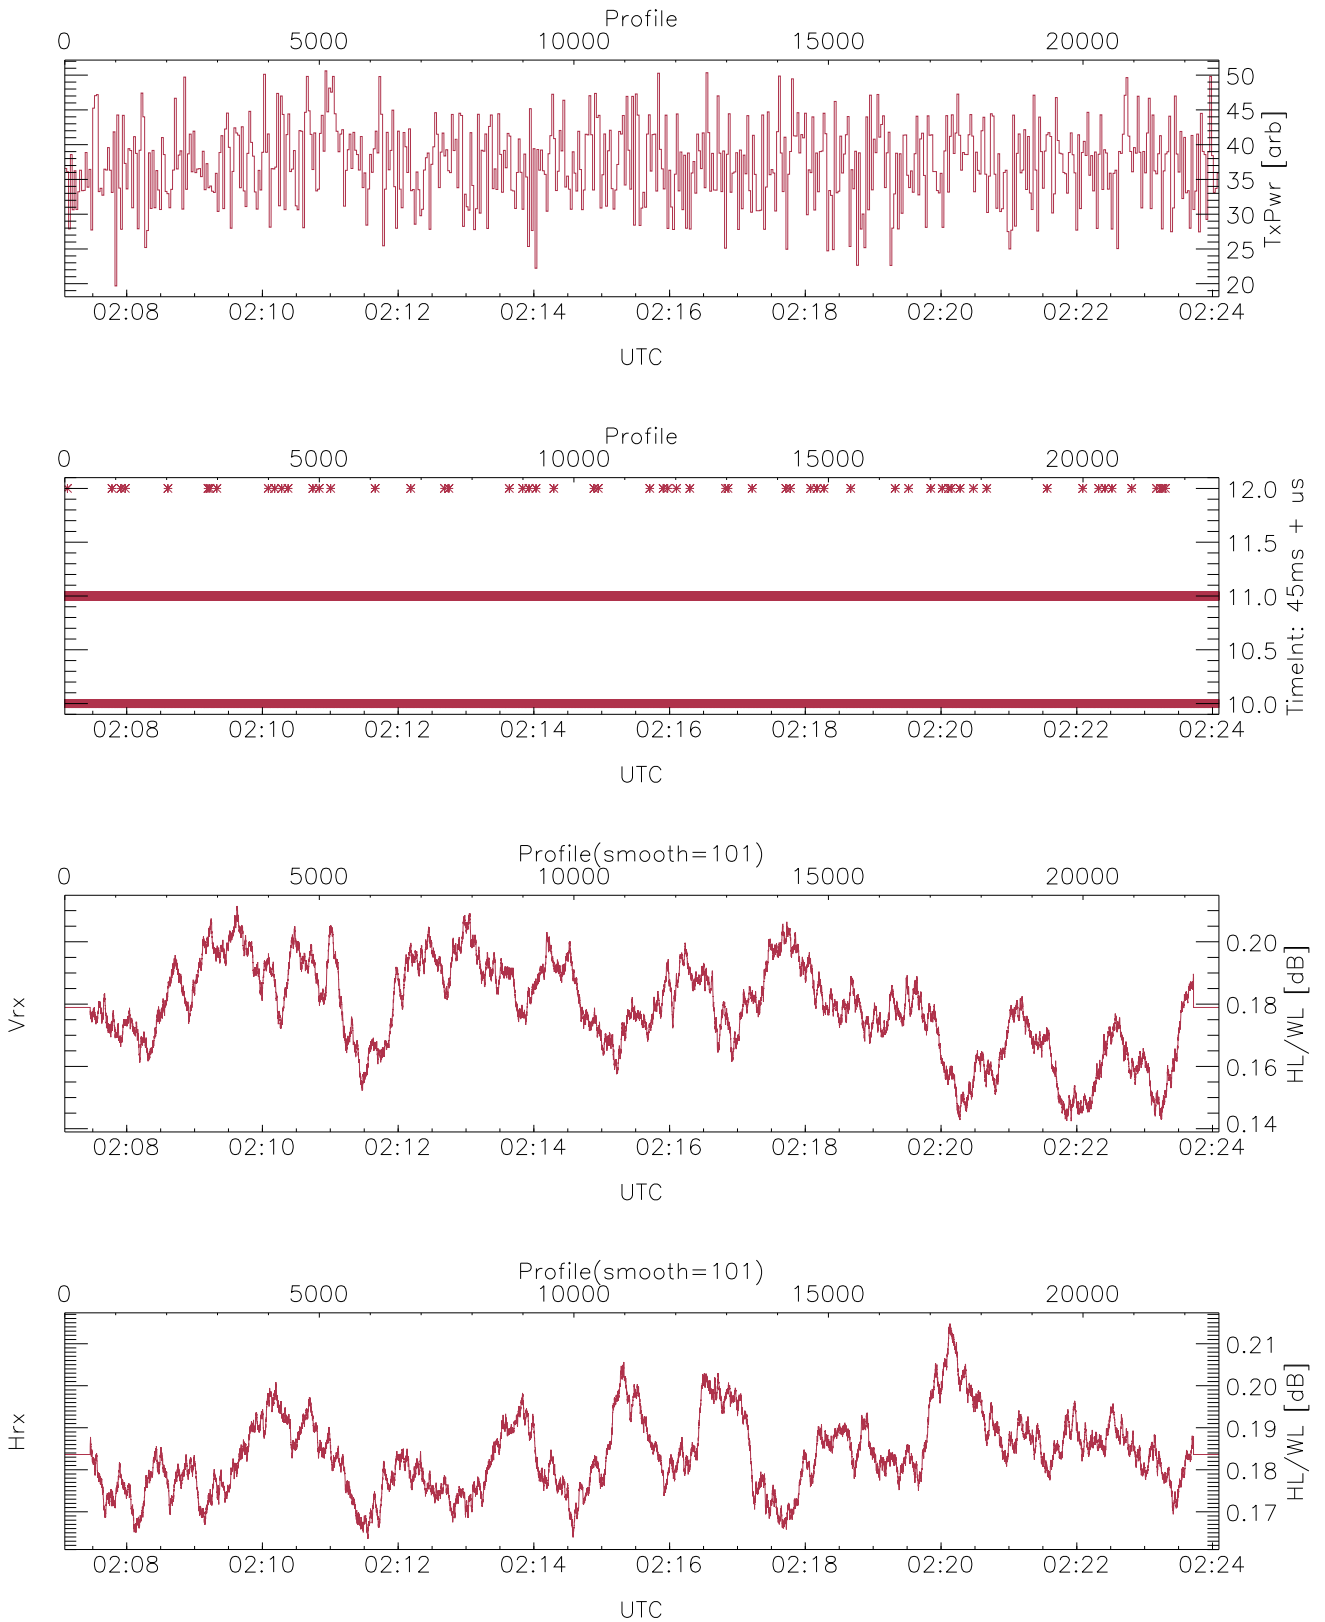 Profile
0 5000 10000 15000 20000
50
45
40
35
30
25
20
TxPwr [arb]
02:08 02:10 02:12 02:14 02:16 02:18 02:20 02:22 02:24
UTC
Profile
0 5000 10000 15000 20000
12.0
11.5
11.0
10.5
10.0
TimeInt: 45ms + us
02:08 02:10 02:12 02:14 02:16 02:18 02:20 02:22 02:24
UTC
Profile(smooth=101)
0 5000 10000 15000 20000
Vrx
0.20
0.18
0.16
0.14
HL/WL [dB]
02:08 02:10 02:12 02:14 02:16 02:18 02:20 02:22 02:24
UTC
Profile(smooth=101)
0 5000 10000 15000 20000
Hrx
0.21
0.20
0.19
0.18
0.17
HL/WL [dB]
02:08 02:10 02:12 02:14 02:16 02:18 02:20 02:22 02:24
UTC